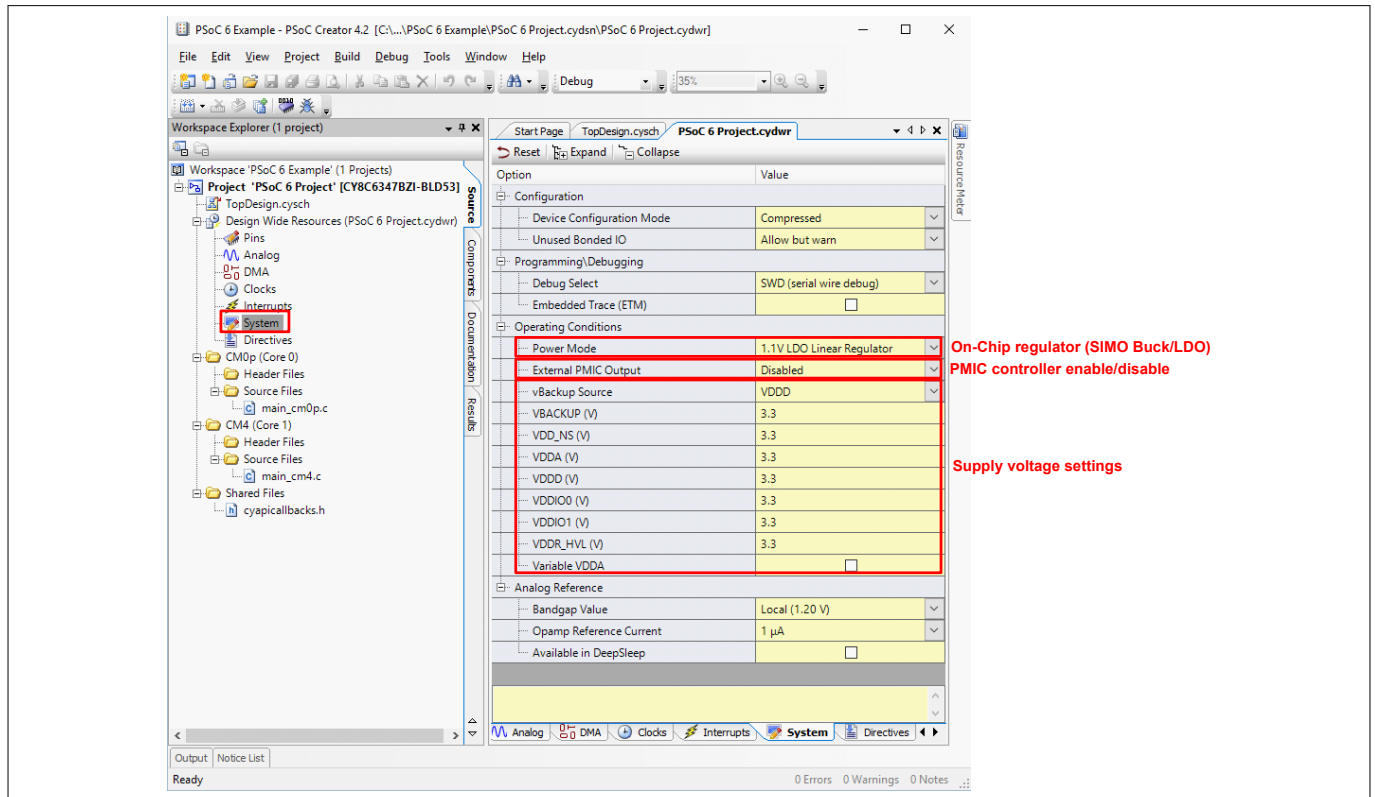 PSoC 6 Example - PSoC Creator 4.2 [C:\...\PSoC 6 Example\PSoC 6 Project.cydsn\PSoC 6 Project.cydwr]
File Edit View Project Build Debug Tools Window Help
Debug 35%
Workspace Explorer (1 project)
Workspace 'PSoC 6 Example' (1 Projects)
Project 'PSoC 6 Project' [CY8C6347BZI-BLD53]
TopDesign.cysch
Design Wide Resources (PSoC 6 Project.cydwr)
Pins
Analog
DMA
Clocks
Interrupts
System
Directives
CM0p (Core 0)
Header Files
Source Files
main_cm0p.c
CM4 (Core 1)
Header Files
Source Files
main_cm4.c
Shared Files
cyapicallbacks.h
Source
Components
Documentation
Results
Start Page TopDesign.cysch PSoC 6 Project.cydwr
Reset Expand Collapse
Option Value
Configuration
Device Configuration Mode Compressed
Unused Bonded IO Allow but warn
Programming\Debugging
Debug Select SWD (serial wire debug)
Embedded Trace (ETM)
Operating Conditions
Power Mode 1.1V LDO Linear Regulator
External PMIC Output Disabled
vBackup Source VDDD
VBACKUP (V) 3.3
VDD_NS (V) 3.3
VDDA (V) 3.3
VDDD (V) 3.3
VDDIO0 (V) 3.3
VDDIO1 (V) 3.3
VDDR_HVL (V) 3.3
Variable VDDA
Analog Reference
Bandgap Value Local (1.20 V)
Opamp Reference Current 1 µA
Available in DeepSleep
Analog DMA Clocks Interrupts System Directives
Resource Meter
On-Chip regulator (SIMO Buck/LDO)
PMIC controller enable/disable
Supply voltage settings
Output Notice List
Ready 0 Errors 0 Warnings 0 Notes